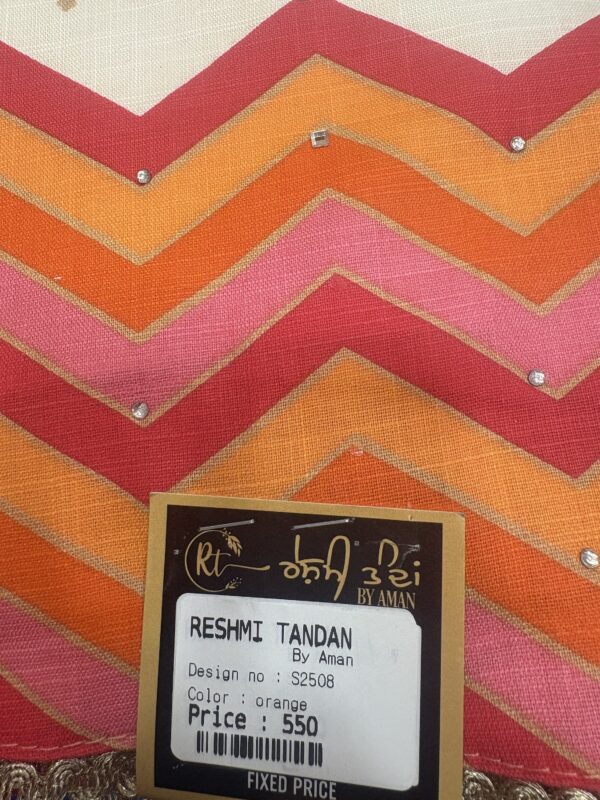 Rt
ਰੇਸ਼ਮੀ ਤੰਦਾਂ
BY AMAN
RESHMI TANDAN
By Aman
Design no : S2508
Color : orange
Price : 550
FIXED PRICE